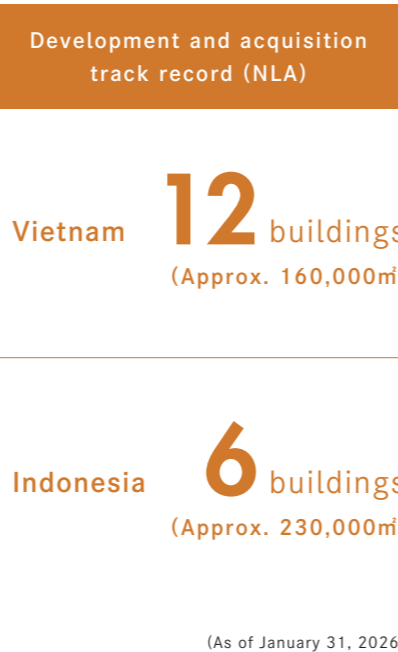 Development and acquisition
track record (NLA)
Vietnam 12 buildings
(Approx. 160,000㎡
Indonesia 6 buildings
(Approx. 230,000㎡
(As of January 31, 2026